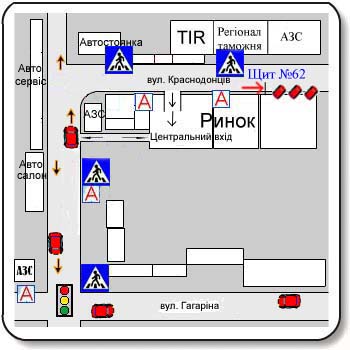 Автостоянка
TIR
Регіонал
таможня
АЗС
Авто
сервіс
вул. Краснодонців
Щит №62
А
А
АЗС
Ринок
Центральний вхід
Авто
салон
А
АЗС
А
вул. Гагаріна